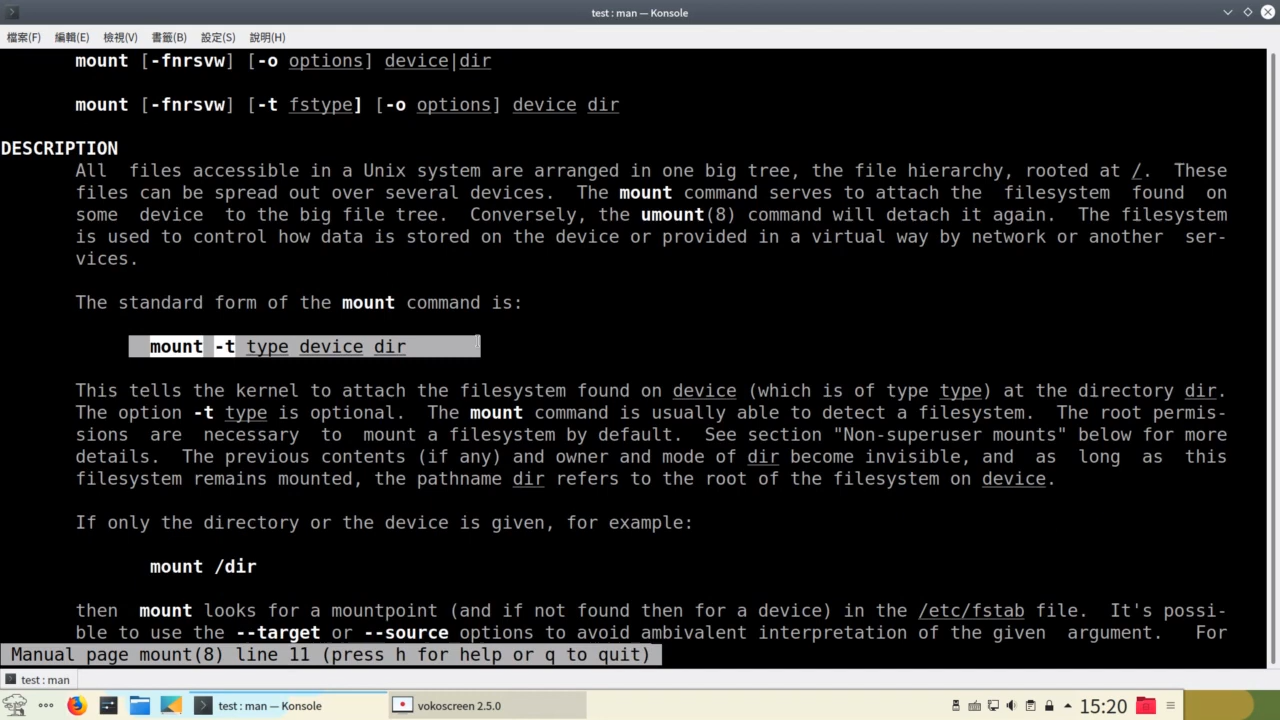 test : man — Konsole
檔案(F) 編輯(E) 檢視(V) 書籤(B) 設定(S) 說明(H)
mount [-fnrsvw] [-o options] device|dir
mount [-fnrsvw] [-t fstype] [-o options] device dir
DESCRIPTION
All  files accessible in a Unix system are arranged in one big tree, the file hierarchy, rooted at /.  These
files can be spread out over several devices.  The mount command serves to attach the  filesystem  found  on
some  device  to the big file tree.  Conversely, the umount(8) command will detach it again.  The filesystem
is used to control how data is stored on the device or provided in a virtual way by network or another  ser-
vices.
The standard form of the mount command is:
mount -t type device dir
This tells the kernel to attach the filesystem found on device (which is of type type) at the directory dir.
The option -t type is optional.  The mount command is usually able to detect a filesystem.  The root permis-
sions  are  necessary  to  mount a filesystem by default.  See section "Non-superuser mounts" below for more
details.  The previous contents (if any) and owner and mode of dir become invisible, and  as  long  as  this
filesystem remains mounted, the pathname dir refers to the root of the filesystem on device.
If only the directory or the device is given, for example:
mount /dir
then  mount looks for a mountpoint (and if not found then for a device) in the /etc/fstab file.  It's possi-
ble to use the --target or --source options to avoid ambivalent interpretation of the given  argument.  For
Manual page mount(8) line 11 (press h for help or q to quit)
test : man
test : man — Konsole vokoscreen 2.5.0 15:20